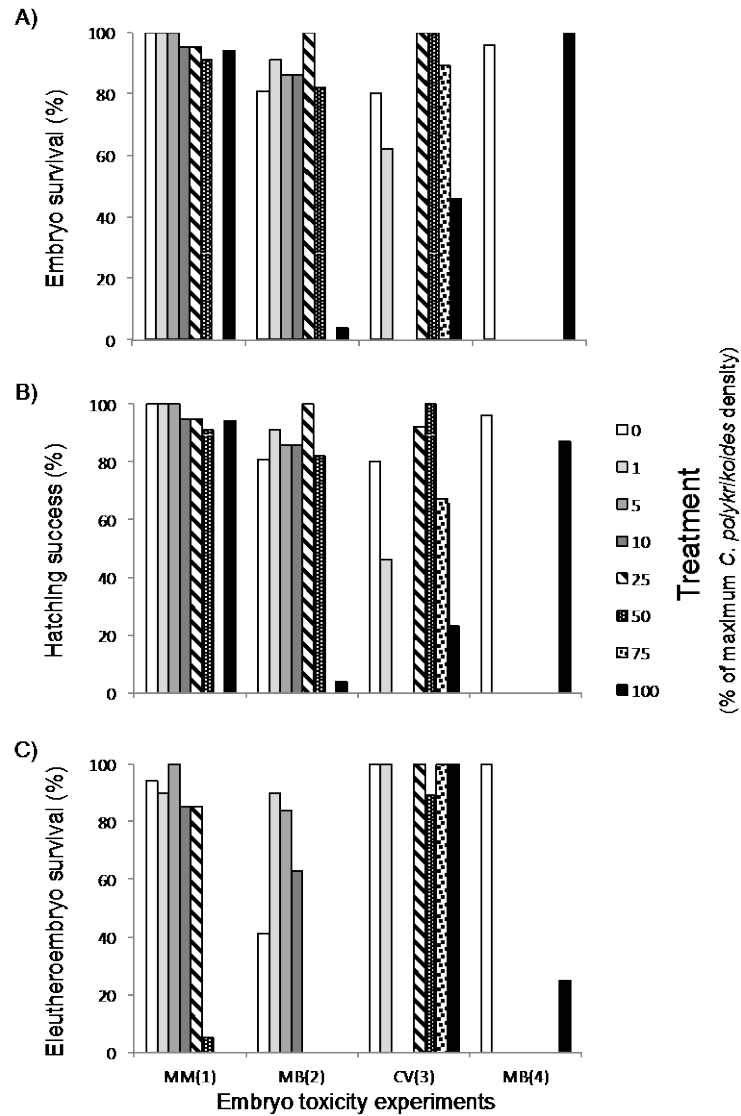 A)
100
80
60
40
20
0
Embryo survival (%)
B)
100
80
60
40
20
0
Hatching success (%)
0
1
5
10
25
50
75
100
Treatment
(% of maximum C. polykrikoides density)
C)
100
80
60
40
20
0
Eleutheroembryo survival (%)
MM(1)
MB(2)
CV(3)
MB(4)
Embryo toxicity experiments